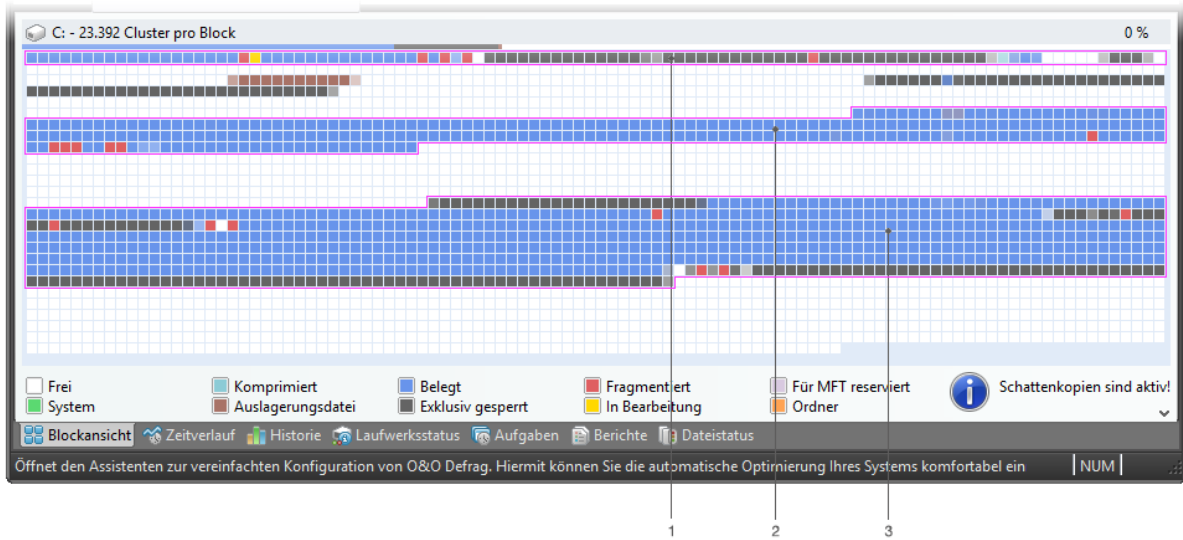 C: - 23.392 Cluster pro Block 0 %
Frei Komprimiert Belegt Fragmentiert Für MFT reserviert Schattenkopien sind aktiv!
System Auslagerungsdatei Exklusiv gesperrt In Bearbeitung Ordner
Blockansicht Zeitverlauf Historie Laufwerksstatus Aufgaben Berichte Dateistatus
Öffnet den Assistenten zur vereinfachten Konfiguration von O&O Defrag. Hiermit können Sie die automatische Optimierung Ihres Systems komfortabel ein NUM
1 2 3